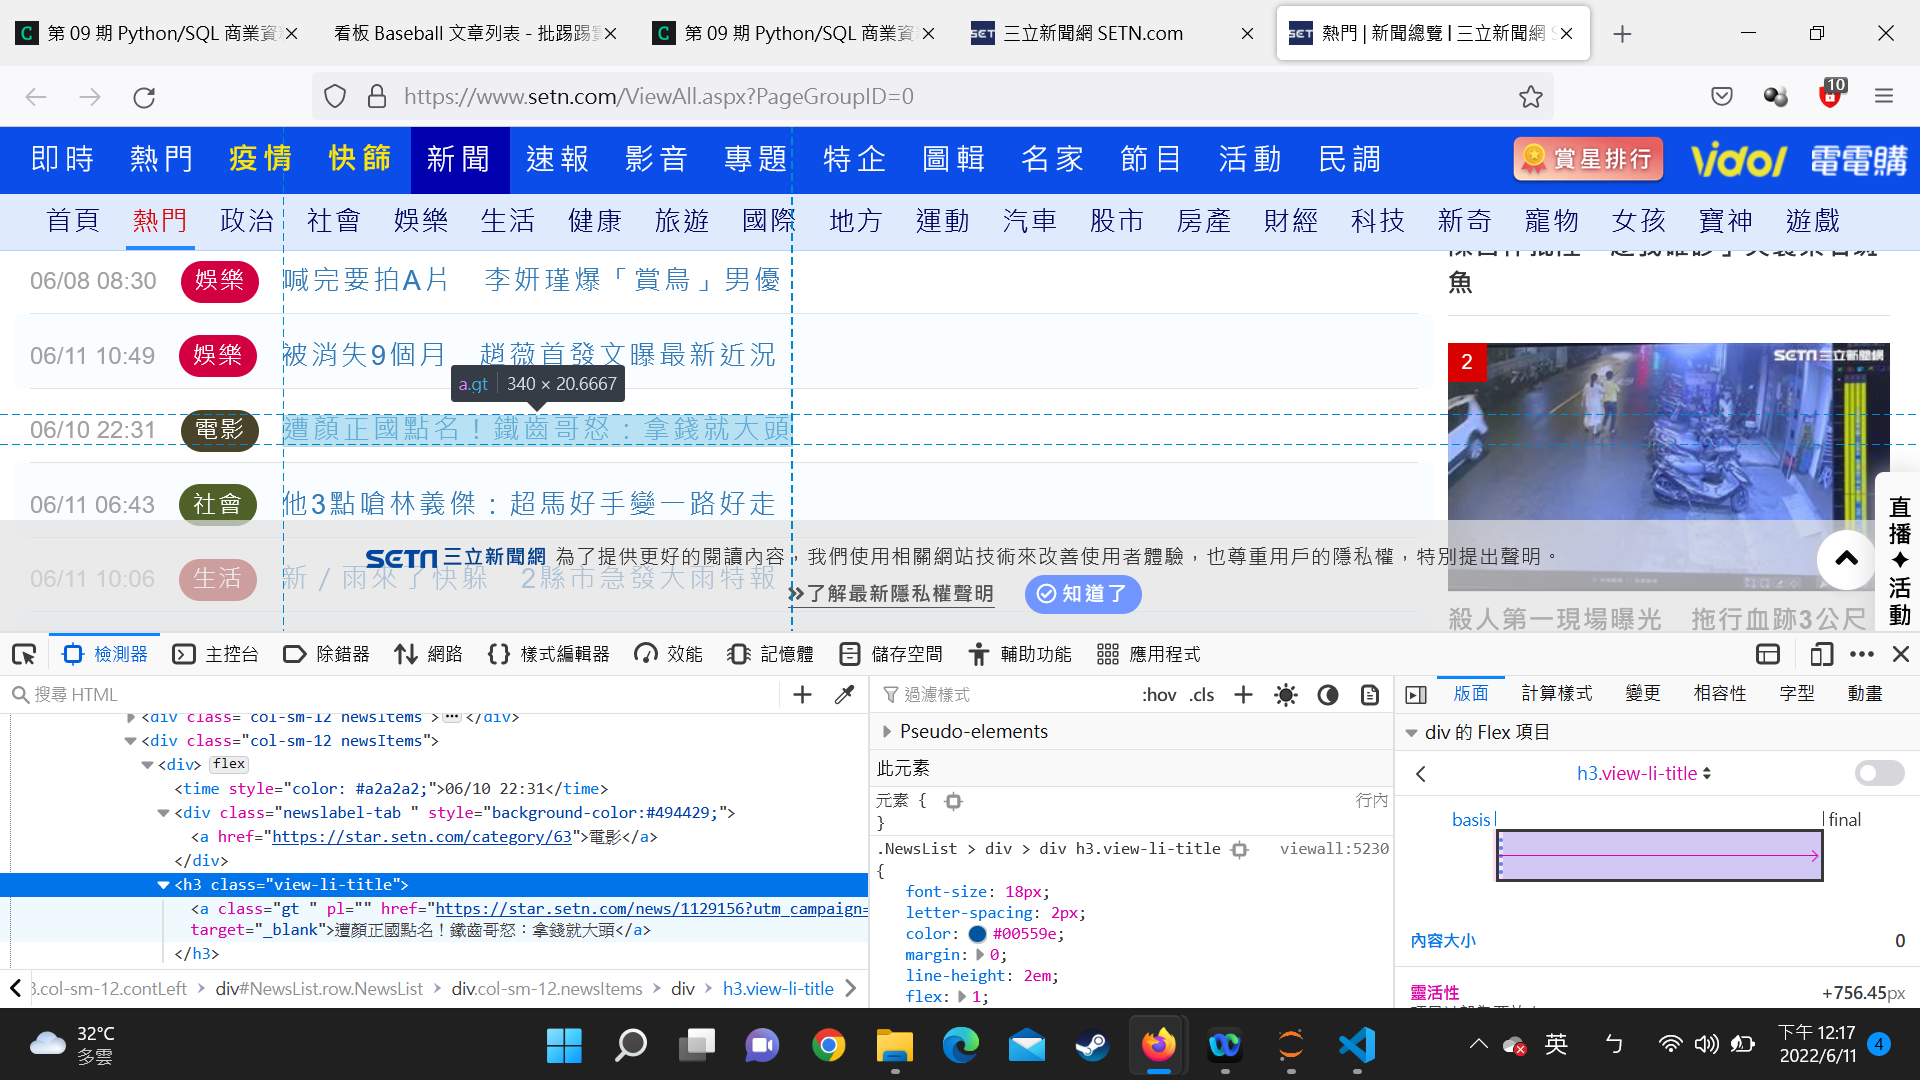 第 09 期 Python/SQL 商業資
看板 Baseball 文章列表 - 批踢踢實
第 09 期 Python/SQL 商業資
三立新聞網 SETN.com
熱門 | 新聞總覽 | 三立新聞網 S
https://www.setn.com/ViewAll.aspx?PageGroupID=0
10
即時 熱門 疫情 快篩 新聞 速報 影音 專題 特企 圖輯 名家 節目 活動 民調 賞星排行 Vidol 電電購
首頁 熱門 政治 社會 娛樂 生活 健康 旅遊 國際 地方 運動 汽車 股市 房產 財經 科技 新奇 寵物 女孩 寶神 遊戲
06/08 08:30 娛樂 喊完要拍A片 李妍瑾爆「賞鳥」男優
06/11 10:49 娛樂 被消失9個月 趙薇首發文曝最新近況
a.gt 340 × 20.6667
06/10 22:31 電影 遭顏正國點名！鐵齒哥怒：拿錢就大頭
06/11 06:43 社會 他3點嗆林義傑：超馬好手變一路好走
06/11 10:06 生活 新／雨來了快躲 2縣市急發大雨特報
魚
2
SETN 三立新聞網
殺人第一現場曝光 拖行血跡3公尺
直播✦活動
SETN 三立新聞網 為了提供更好的閱讀內容，我們使用相關網站技術來改善使用者體驗，也尊重用戶的隱私權，特別提出聲明。
»了解最新隱私權聲明 知道了
檢測器 主控台 除錯器 網路 樣式編輯器 效能 記憶體 儲存空間 輔助功能 應用程式
搜尋 HTML
<div class="col-sm-12 newsItems">…</div>
<div class="col-sm-12 newsItems">
<div> flex
<time style="color: #a2a2a2;">06/10 22:31</time>
<div class="newslabel-tab " style="background-color:#494429;">
<a href="https://star.setn.com/category/63">電影</a>
</div>
<h3 class="view-li-title">
<a class="gt " pl="" href="https://star.setn.com/news/1129156?utm_campaign=
target="_blank">遭顏正國點名！鐵齒哥怒：拿錢就大頭</a>
</h3>
3.col-sm-12.contLeft > div#NewsList.row.NewsList > div.col-sm-12.newsItems > div > h3.view-li-title
過濾樣式 :hov .cls
Pseudo-elements
此元素
元素 { 行內
}
.NewsList > div > div h3.view-li-title viewall:5230
{
font-size: 18px;
letter-spacing: 2px;
color: #00559e;
margin: 0;
line-height: 2em;
flex: 1;
版面 計算樣式 變更 相容性 字型 動畫
div 的 Flex 項目
h3.view-li-title
basis final
內容大小 0
靈活性 +756.45px
32°C
多雲
英 ㄅ
下午 12:17
2022/6/11
4